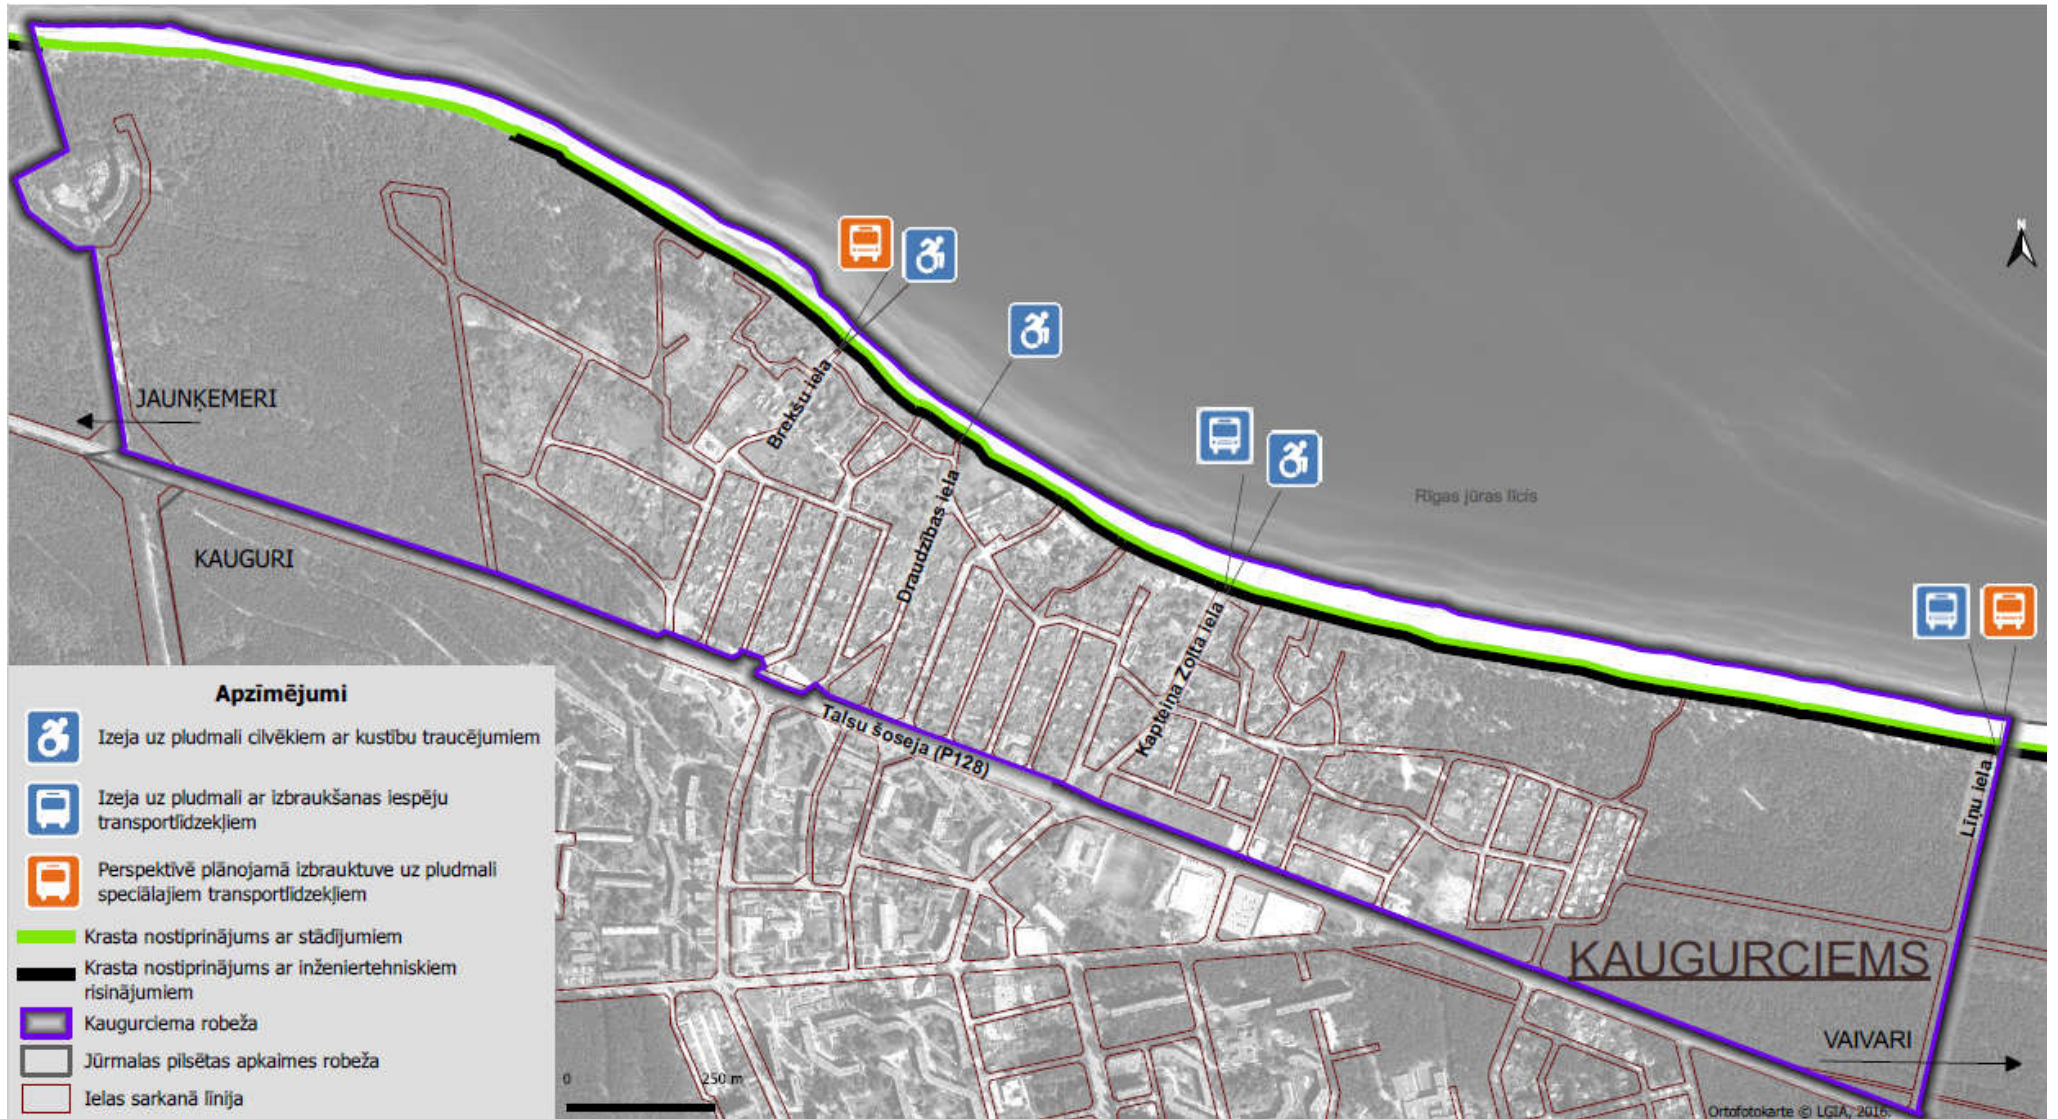 N
JAUNĶEMERI
Brekšu iela
Rīgas jūras līcis
KAUGURI
Draudzības iela
Kapteiņa Zolta iela
Talsu šoseja (P128)
Līņu iela
KAUGURCIEMS
VAIVARI
Apzīmējumi
Izeja uz pludmali cilvēkiem ar kustību traucējumiem
Izeja uz pludmali ar izbraukšanas iespēju
transportlīdzekļiem
Perspektīvē plānojamā izbrauktuve uz pludmali
speciālajiem transportlīdzekļiem
Krasta nostiprinājums ar stādījumiem
Krasta nostiprinājums ar inženiertehniskiem
risinājumiem
Kaugurciema robeža
Jūrmalas pilsētas apkaimes robeža
Ielas sarkanā līnija
0 250 m
Ortofotokarte © LĢIA, 2016.